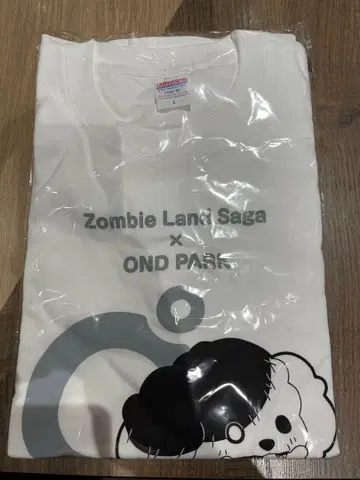 L
Zombie Land Saga
×
OND PARK